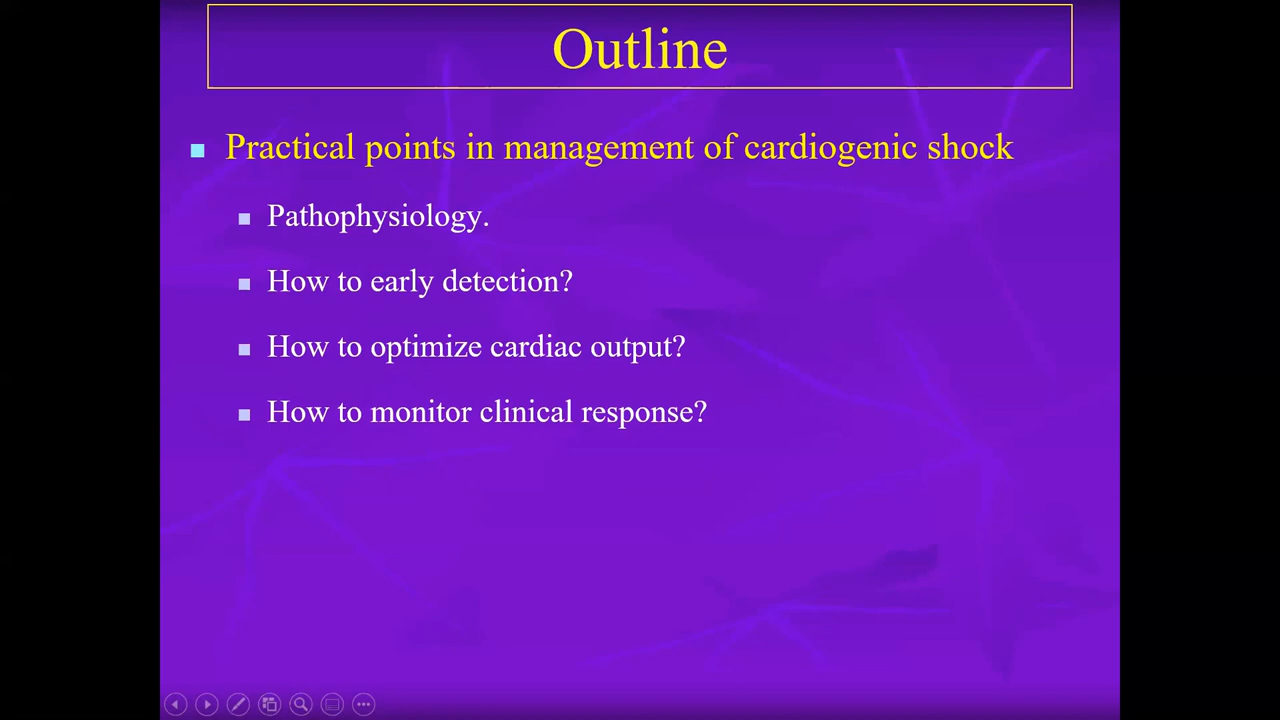 Outline
Practical points in management of cardiogenic shock
Pathophysiology.
How to early detection?
How to optimize cardiac output?
How to monitor clinical response?